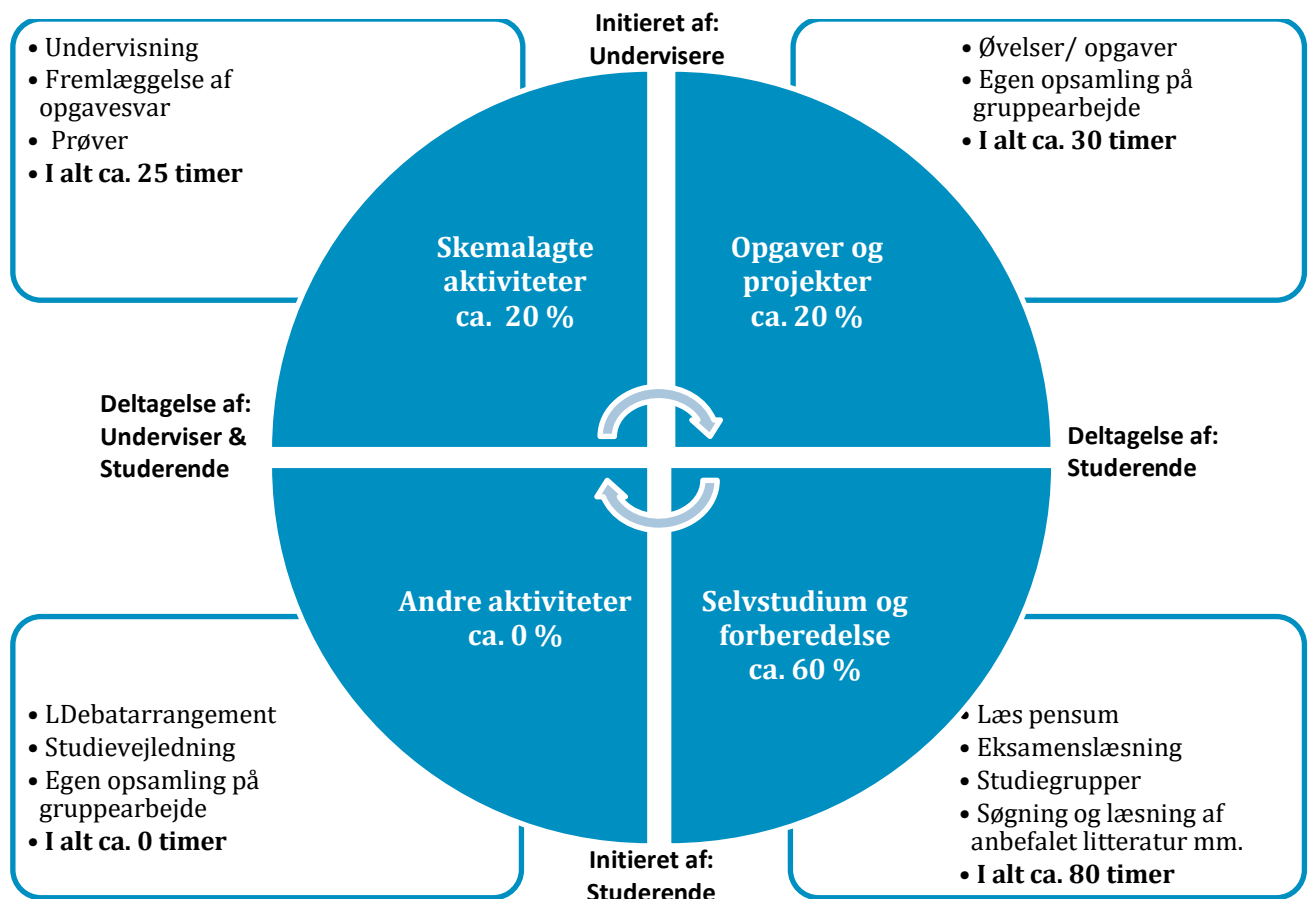 Initieret af:
Undervisere
• Undervisning
• Fremlæggelse af
opgavesvar
• Prøver
• I alt ca. 25 timer
• Øvelser/ opgaver
• Egen opsamling på
gruppearbejde
• I alt ca. 30 timer
Skemalagte
aktiviteter
ca. 20 %
Opgaver og
projekter
ca. 20 %
Deltagelse af:
Underviser &
Studerende
Deltagelse af:
Studerende
Andre aktiviteter
ca. 0 %
Selvstudium og
forberedelse
ca. 60 %
• LDebatarrangement
• Studievejledning
• Egen opsamling på
gruppearbejde
• I alt ca. 0 timer
• Læs pensum
• Eksamenslæsning
• Studiegrupper
• Søgning og læsning af
anbefalet litteratur mm.
• I alt ca. 80 timer
Initieret af:
Studerende